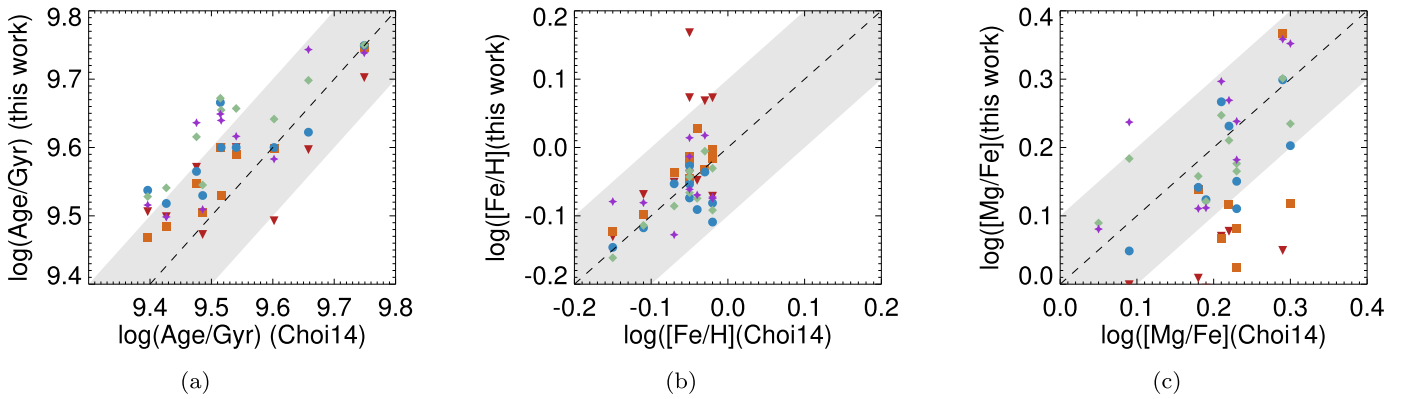 9.8
9.7
9.6
9.5
9.4
9.4 9.5 9.6 9.7 9.8
log(Age/Gyr) (this work)
log(Age/Gyr) (Choi14)
(a)
0.2
0.1
0.0
-0.1
-0.2
-0.2 -0.1 0.0 0.1 0.2
log([Fe/H](this work)
log([Fe/H](Choi14)
(b)
0.4
0.3
0.2
0.1
0.0
0.0 0.1 0.2 0.3 0.4
log([Mg/Fe](this work)
log([Mg/Fe](Choi14)
(c)